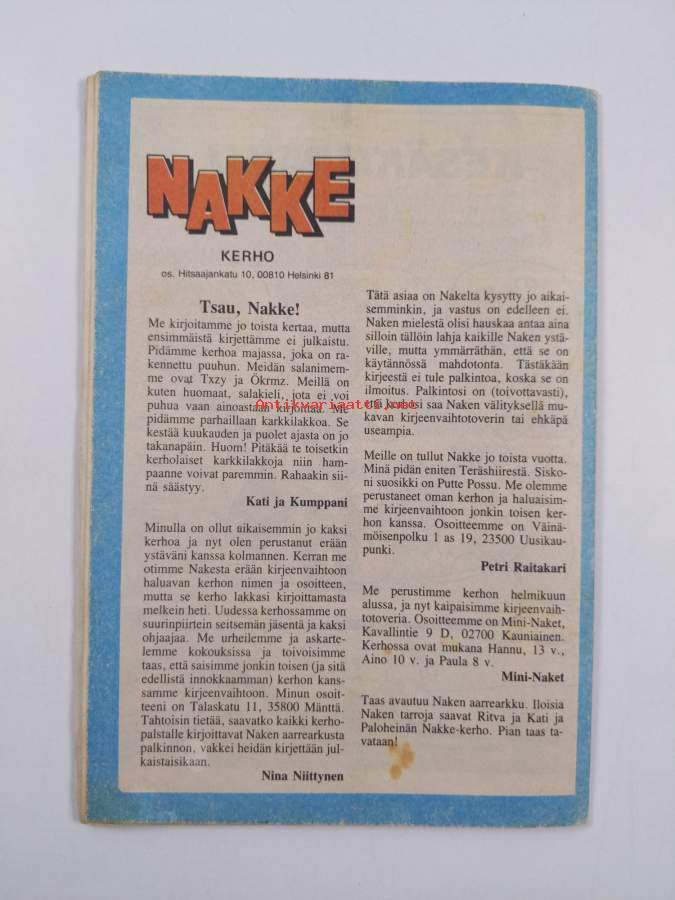 NAKKE
KERHO
os. Hitsaajankatu 10, 00810 Helsinki 81
Tsau, Nakke!
Me kirjoitamme jo toista kertaa, mutta
ensimmäistä kirjettämme ei julkaistu.
Pidämme kerhoa majassa, joka on ra-
kennettu puuhun. Meidän salanimem-
me ovat Txzy ja Ökrmz. Meillä on
kuten huomaat, salakieli, jota ei voi
puhua vaan ainoastaan kirjoittaa. Me
pidämme parhaillaan karkkilakkoa. Se
kestää kuukauden ja puolet ajasta on jo
takanapäin. Huom! Pitäkää te toisetkin
kerholaiset karkkilakkoja niin ham-
paanne voivat paremmin. Rahaakin sii-
nä säästyy.
Kati ja Kumppani
Minulla on ollut aikaisemmin jo kaksi
kerhoa ja nyt olen perustanut erään
ystäväni kanssa kolmannen. Kerran me
otimme Nakesta erään kirjeenvaihtoon
haluavan kerhon nimen ja osoitteen,
mutta se kerho lakkasi kirjoittamasta
melkein heti. Uudessa kerhossamme on
suurinpiirtein seitsemän jäsentä ja kaksi
ohjaajaa. Me urheilemme ja askarte-
lemme kokouksissa ja toivoisimme
taas, että saisimme jonkin toisen (ja sitä
edellistä innokkaamman) kerhon kans-
samme kirjeenvaihtoon. Minun osoit-
teeni on Talaskatu 11, 35800 Mänttä.
Tahtoisin tietää, saavatko kaikki kerho-
palstalle kirjoittavat Naken aarrearkusta
palkinnon, vakkei heidän kirjettään jul-
kaistaisikaan.
Nina Niittynen
Tätä asiaa on Nakelta kysytty jo aikai-
semminkin, ja vastus on edelleen ei.
Naken mielestä olisi hauskaa antaa aina
silloin tällöin lahja kaikille Naken ystä-
ville, mutta ymmärräthän, että se on
käytännössä mahdotonta. Tästäkään
kirjeestä ei tule palkintoa, koska se on
ilmoitus. Palkintosi on (toivottavasti),
että kerhosi saa Naken välityksellä mu-
kavan kirjeenvaihtotoverin tai ehkäpä
useampia.
Meille on tullut Nakke jo toista vuotta.
Minä pidän eniten Teräshiirestä. Sisko-
ni suosikki on Putte Possu. Me olemme
perustaneet oman kerhon ja haluaisim-
me kirjeenvaihtoon jonkin toisen ker-
hon kanssa. Osoitteemme on Väinä-
möisenpolku 1 as 19, 23500 Uusikau-
punki.
Petri Raitakari
Me perustimme kerhon helmikuun
alussa, ja nyt kaipaisimme kirjeenvaih-
totoveria. Osoitteemme on Mini-Naket,
Kavallintie 9 D, 02700 Kauniainen.
Kerhossa ovat mukana Hannu, 13 v.,
Aino 10 v. ja Paula 8 v.
Mini-Naket
Taas avautuu Naken aarrearkku. Iloisia
Naken tarroja saavat Ritva ja Kati ja
Paloheinän Nakke-kerho. Pian taas ta-
vataan!
Antikvariaatti.net